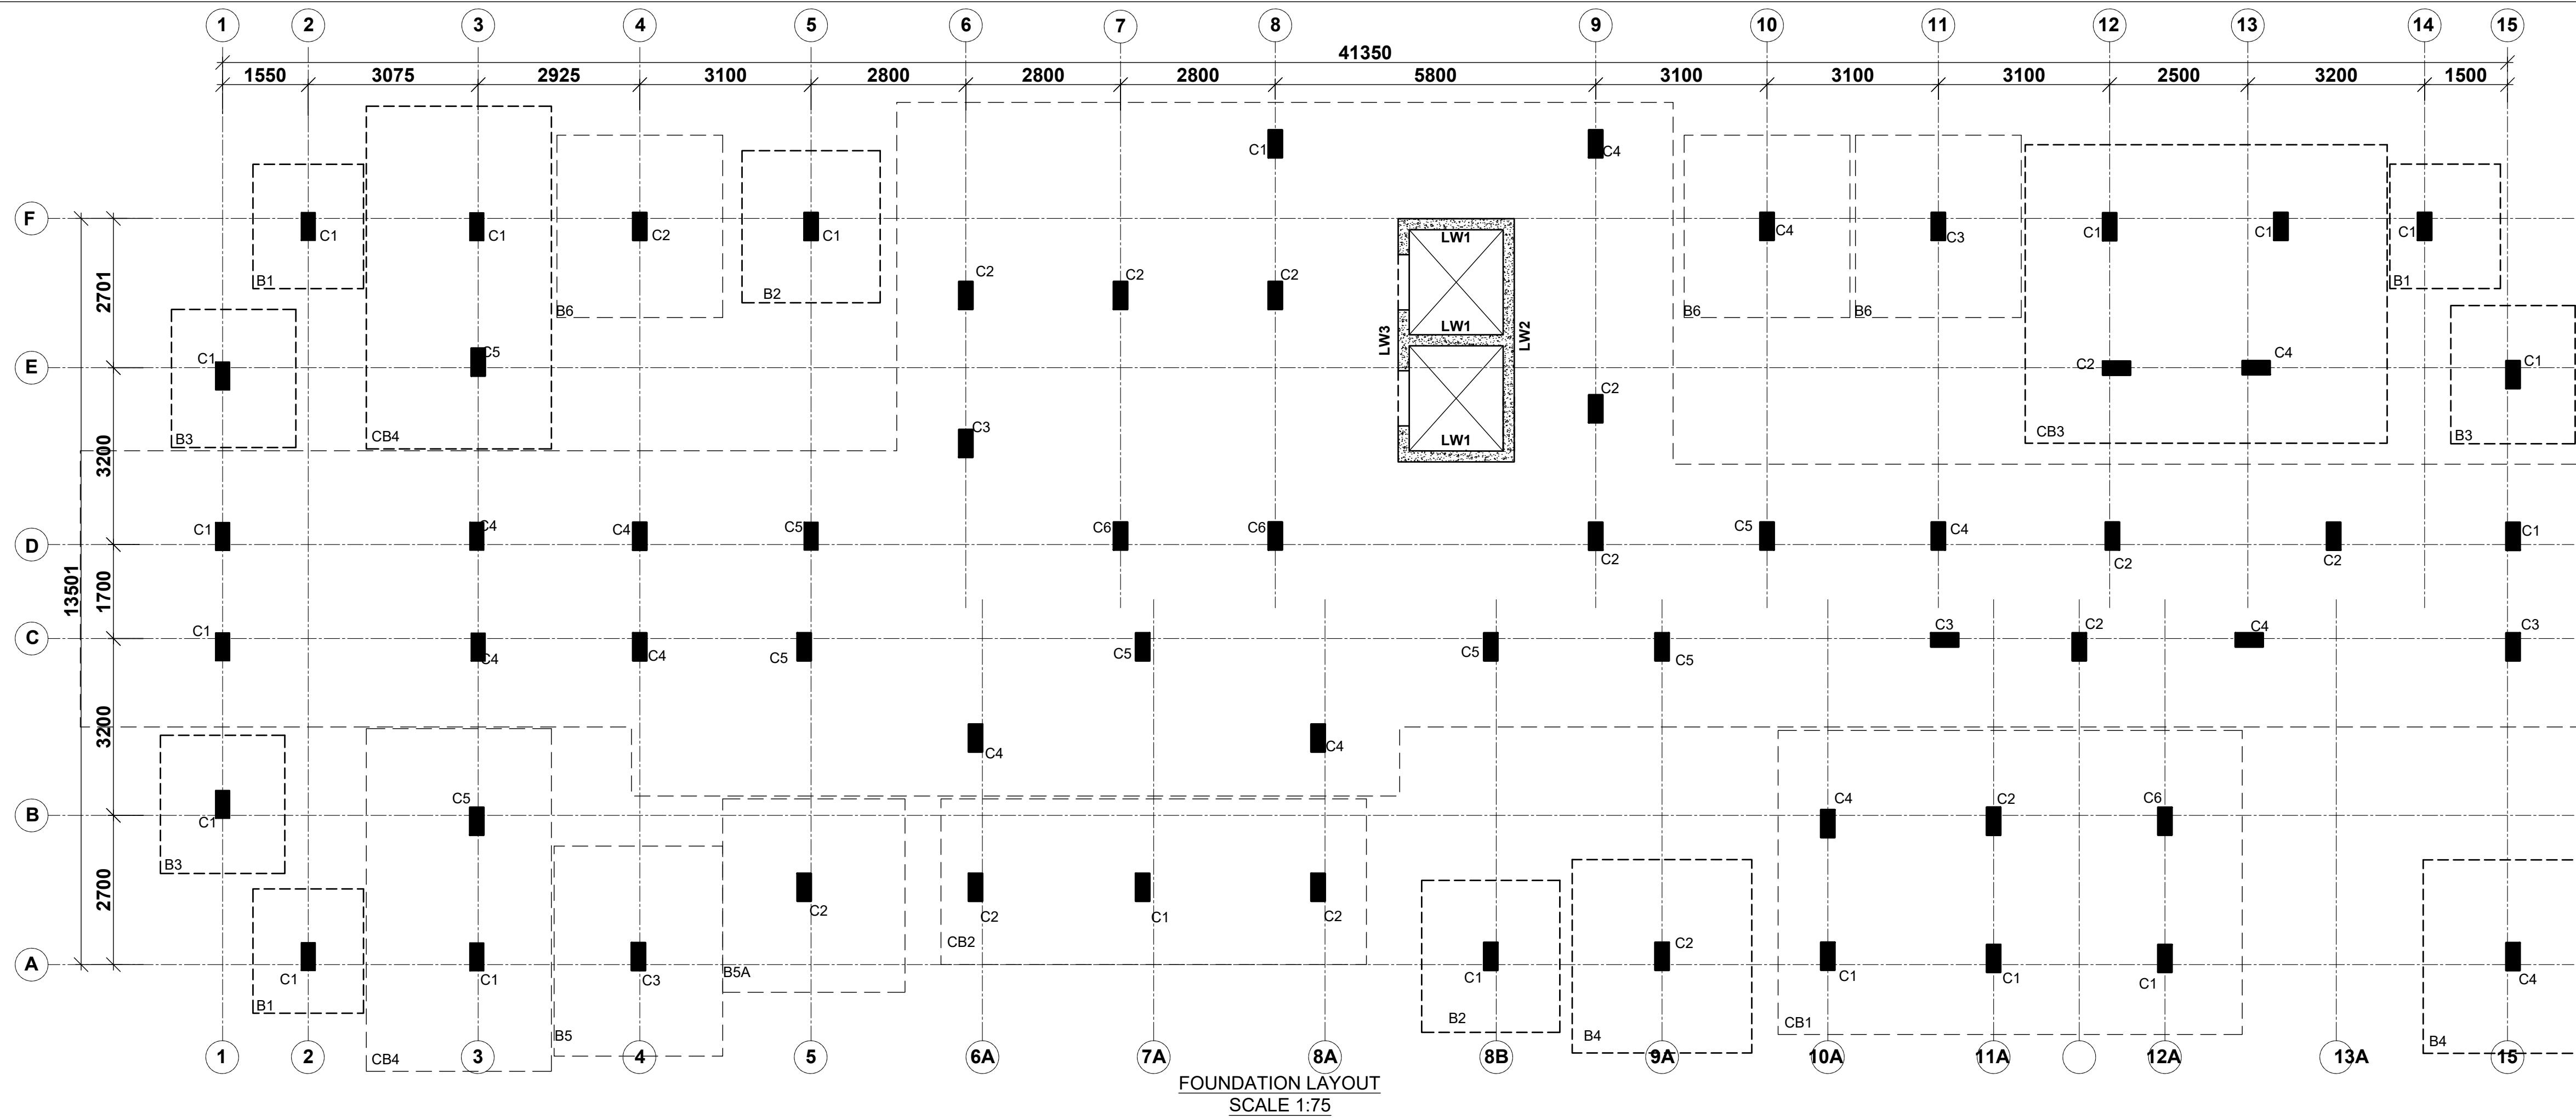 1 2 3 4 5 6 7 8 9 10 11 12 13 14 15
41350
1550 3075 2925 3100 2800 2800 2800 5800 3100 3100 3100 2500 3200 1500
C1 C4
F C1 C1 C2 C1 C4 C3 C1 C1 C1
LW1
2701 B1 B6 B2 C2 C2 C2 B6 B6 B1
LW1
LW3 LW2
E C1 C5 C2 C4 C1
C2
B3 CB4 C3 LW1 CB3 B3
3200
D C1 C4 C4 C5 C6 C6 C2 C5 C4 C2 C2 C1
13501 1700
C C1 C4 C4 C5 C5 C5 C5 C3 C2 C4 C3
3200 C4 C4
B C1 C5 C4 C2 C6
B3
2700 C2 C2 C1 C2
A C1 C1 C3 B5A CB2 C1 C2 C1 C1 C1 C4
B1 CB4 B5 B2 B4 CB1 B4
1 2 3 4 5 6A 7A 8A 8B 9A 10A 11A 12A 13A 15
FOUNDATION LAYOUT
SCALE 1:75